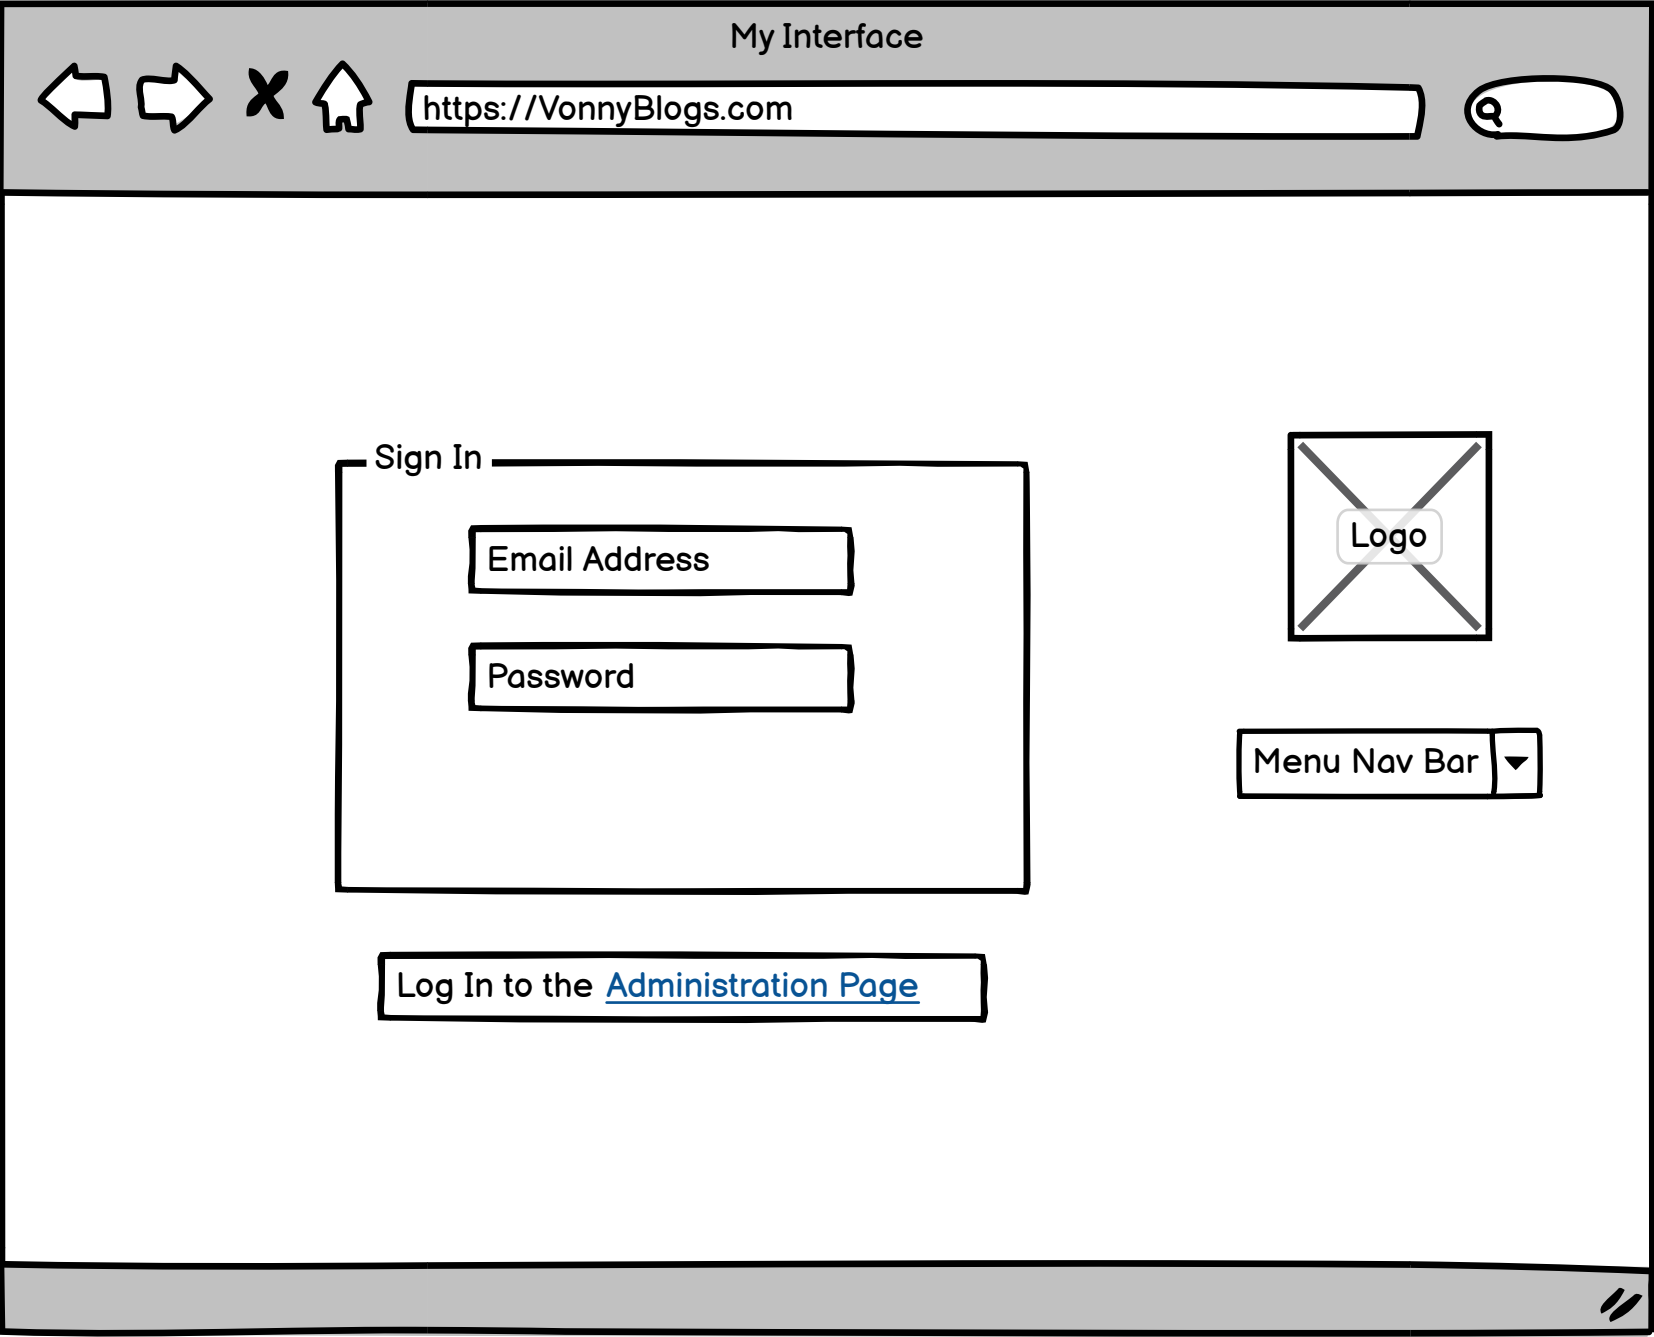 My Interface
https://VonnyBlogs.com
Sign In
Email Address
Password
Logo
Menu Nav Bar
Log In to the Administration Page